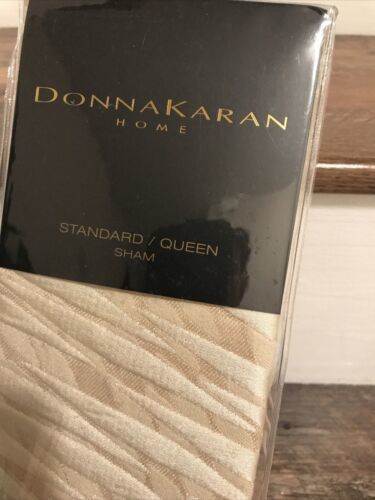 DONNAKARAN
HOME
STANDARD / QUEEN
SHAM